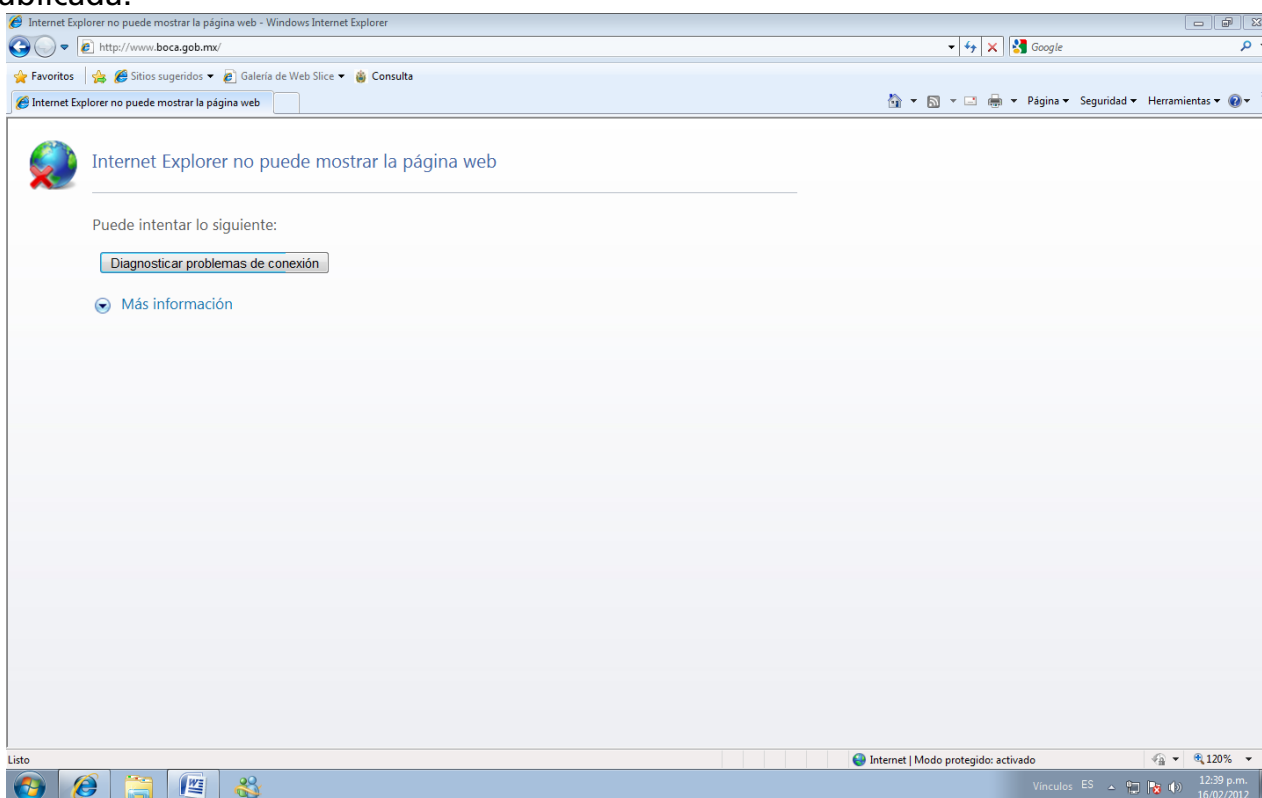 ublicada.
Internet Explorer no puede mostrar la página web - Windows Internet Explorer
http://www.boca.gob.mx/
Google
Favoritos Sitios sugeridos Galería de Web Slice Consulta
Internet Explorer no puede mostrar la página web
Página Seguridad Herramientas
Internet Explorer no puede mostrar la página web
Puede intentar lo siguiente:
Diagnosticar problemas de conexión
Más información
Listo
Internet | Modo protegido: activado
120%
Vínculos ES
12:39 p.m.
16/02/2012